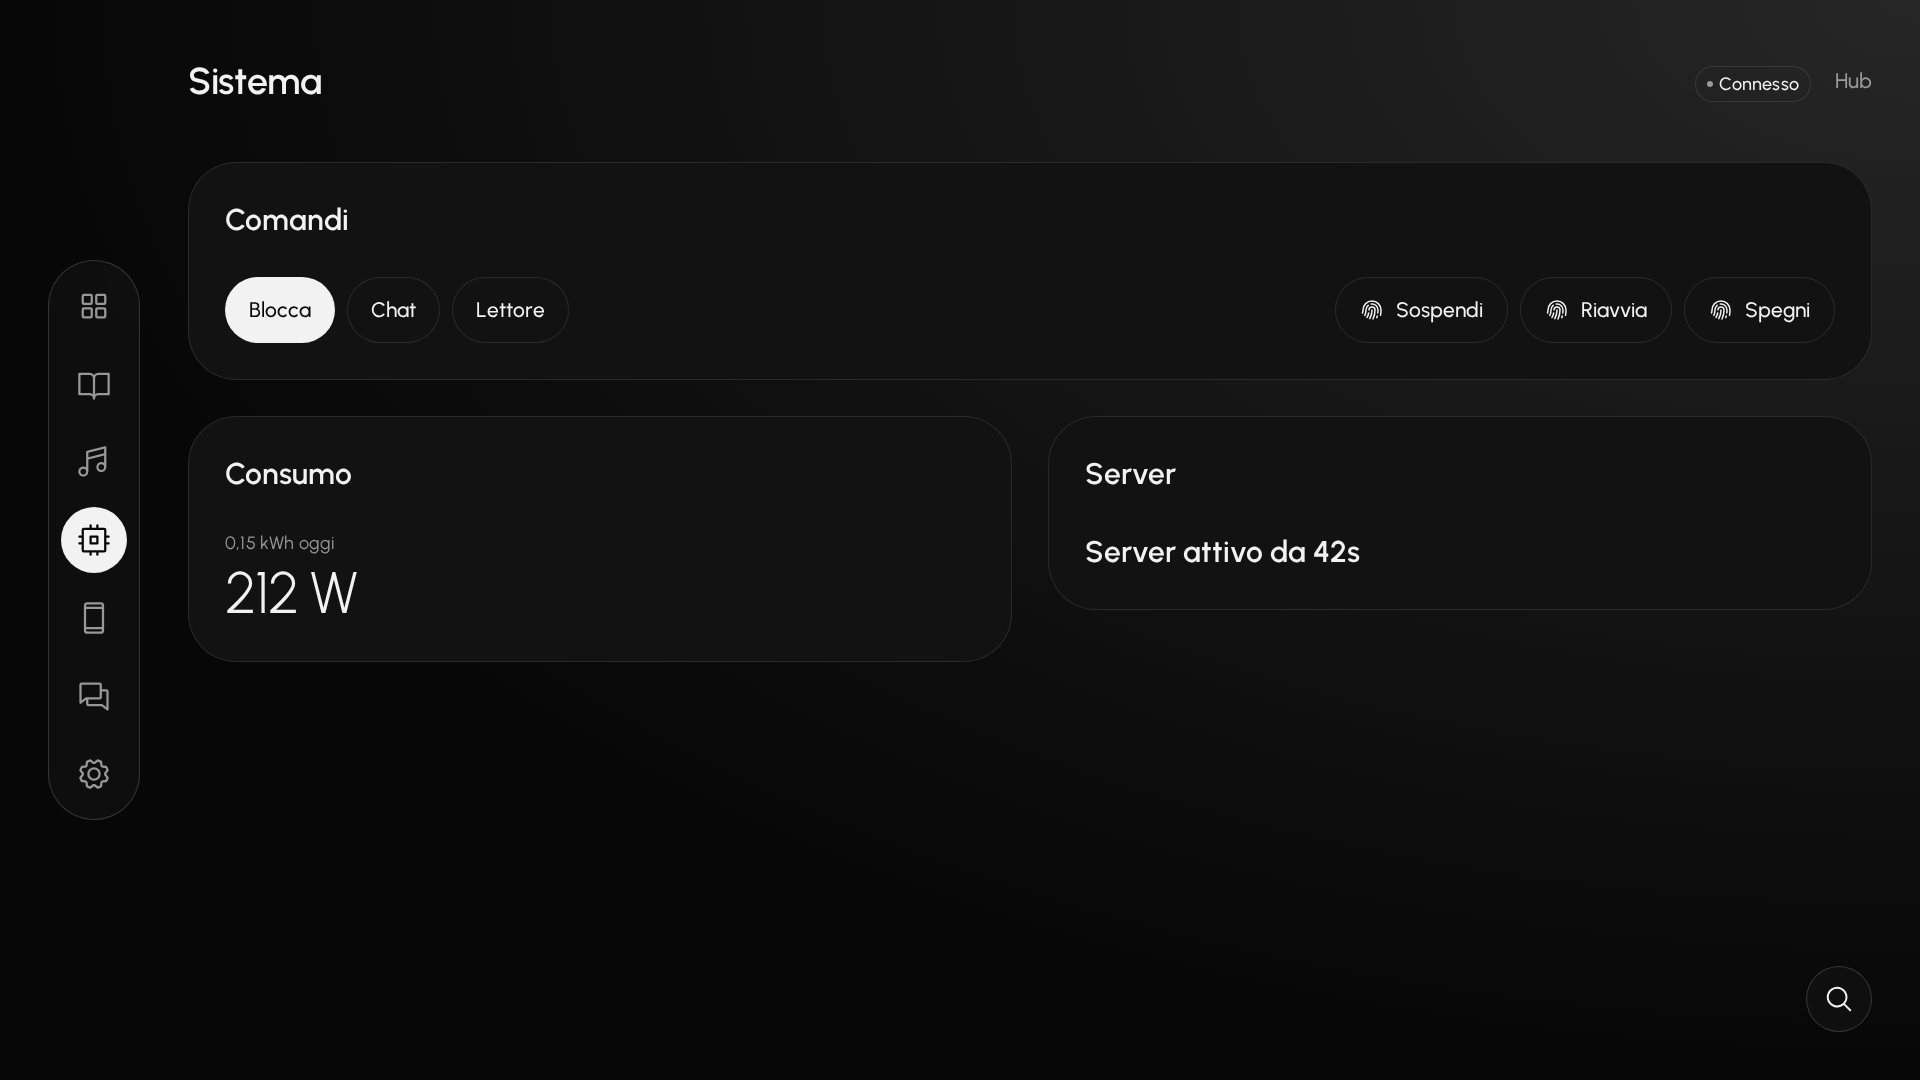 Sistema
Connesso
Hub
Comandi
Blocca
Chat
Lettore
Sospendi
Riavvia
Spegni
Consumo
0,15 kWh oggi
212 W
Server
Server attivo da 42s